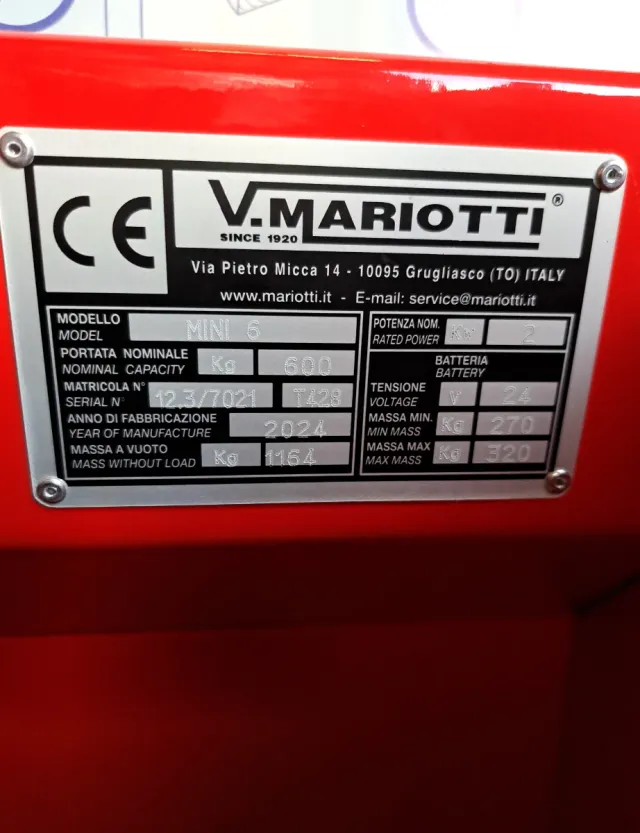 CE
V.MARIOTTI®
SINCE 1920
Via Pietro Micca 14 - 10095 Grugliasco (TO) ITALY
www.mariotti.it - E-mail: service@mariotti.it
MODELLO
MODEL
MINI 6
PORTATA NOMINALE
NOMINAL CAPACITY
Kg 600
MATRICOLA N°
SERIAL N°
12.3/7021 T428
ANNO DI FABBRICAZIONE
YEAR OF MANUFACTURE
2024
MASSA A VUOTO
MASS WITHOUT LOAD
Kg 1164
POTENZA NOM.
RATED POWER
KW 2
BATTERIA
BATTERY
TENSIONE
VOLTAGE
V 24
MASSA MIN.
MIN MASS
KG 270
MASSA MAX
MAX MASS
KG 320